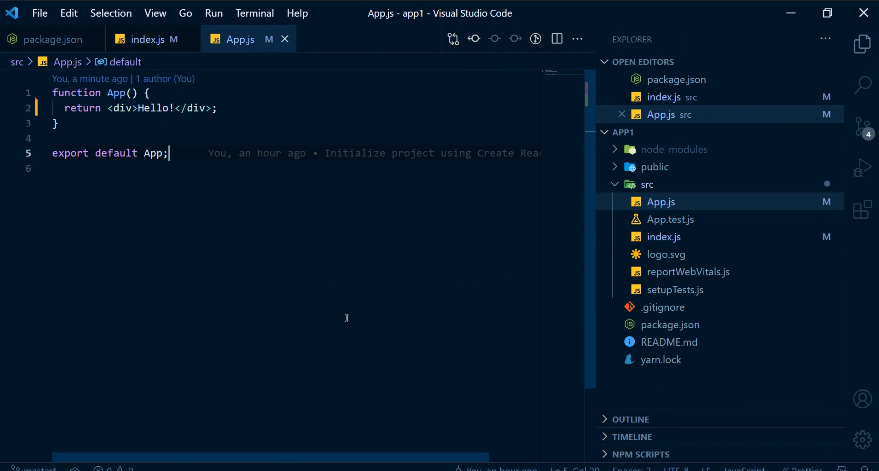 File Edit Selection View Go Run Terminal Help
App.js - app1 - Visual Studio Code
package.json
index.js M
App.js M
src > App.js > default
You, a minute ago | 1 author (You)
1 function App() {
2 return <div>Hello!</div>;
3 }
4
5 export default App; You, an hour ago • Initialize project using Create Rea
6
EXPLORER
OPEN EDITORS
package.json
index.js src M
App.js src M
4
APP1
node_modules
public
src
App.js M
App.test.js
index.js M
logo.svg
reportWebVitals.js
setupTests.js
.gitignore
package.json
README.md
yarn.lock
OUTLINE
TIMELINE
NPM SCRIPTS
master* 0 0 You, an hour ago Ln 5, Col 20 Spaces: 2 UTF-8 LF JavaScript Prettier